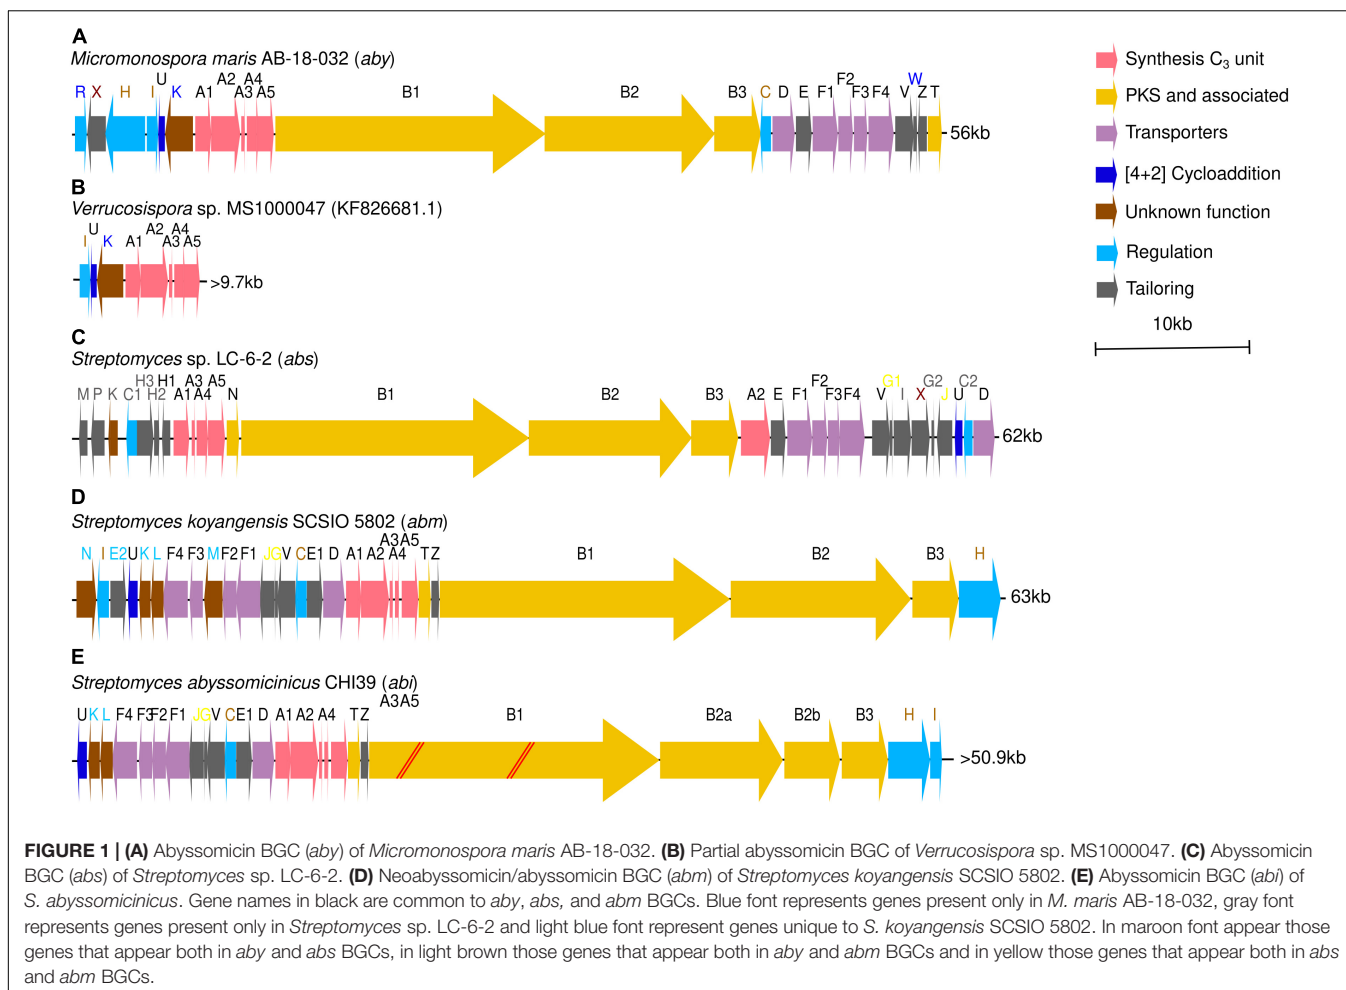 A
Micromonospora maris AB-18-032 (aby)
U A2 A4 F2 W
R X H I K A1 A3 A5 B1 B2 B3 C D E F1 F3 F4 V Z T
56kb
B
Verrucosispora sp. MS1000047 (KF826681.1)
U A2 A4
I K A1 A3 A5
>9.7kb
C
Streptomyces sp. LC-6-2 (abs)
H3 H1 A3 A5 F2 G1 G2 C2
M P K C1 H2 A1 A4 N B1 B2 B3 A2 E F1 F3 F4 V I X J U D
62kb
D
Streptomyces koyangensis SCSIO 5802 (abm)
A3 A5
N I E2 U K L F4 F3 M F2 F1 J G V C E1 D A1 A2 A4 T Z B1 B2 B3 H
63kb
E
Streptomyces abyssomicinicus CHI39 (abi)
A3 A5
U K L F4 F3 F2 F1 J G V C E1 D A1 A2 A4 T Z B1 B2a B2b B3 H I
>50.9kb
Synthesis C3 unit
PKS and associated
Transporters
[4+2] Cycloaddition
Unknown function
Regulation
Tailoring
10kb
FIGURE 1 | (A) Abyssomicin BGC (aby) of Micromonospora maris AB-18-032. (B) Partial abyssomicin BGC of Verrucosispora sp. MS1000047. (C) Abyssomicin
BGC (abs) of Streptomyces sp. LC-6-2. (D) Neoabyssomicin/abyssomicin BGC (abm) of Streptomyces koyangensis SCSIO 5802. (E) Abyssomicin BGC (abi) of
S. abyssomicinicus. Gene names in black are common to aby, abs, and abm BGCs. Blue font represents genes present only in M. maris AB-18-032, gray font
represents genes present only in Streptomyces sp. LC-6-2 and light blue font represent genes unique to S. koyangensis SCSIO 5802. In maroon font appear those
genes that appear both in aby and abs BGCs, in light brown those genes that appear both in aby and abm BGCs and in yellow those genes that appear both in abs
and abm BGCs.